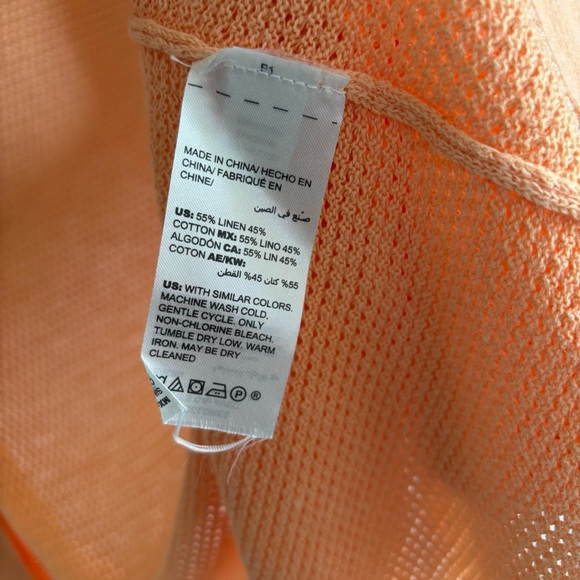 MADE IN CHINA/ HECHO EN
CHINA/ FABRIQUÉ EN
CHINE/
صنع في الصين
US: 55% LINEN 45%
COTTON MX: 55% LINO 45%
ALGODÓN CA: 55% LIN 45%
COTON AE/KW:
55% كتان 45% القطن
US: WITH SIMILAR COLORS.
MACHINE WASH COLD,
GENTLE CYCLE. ONLY
NON-CHLORINE BLEACH.
TUMBLE DRY LOW. WARM
IRON. MAY BE DRY
CLEANED
P ®